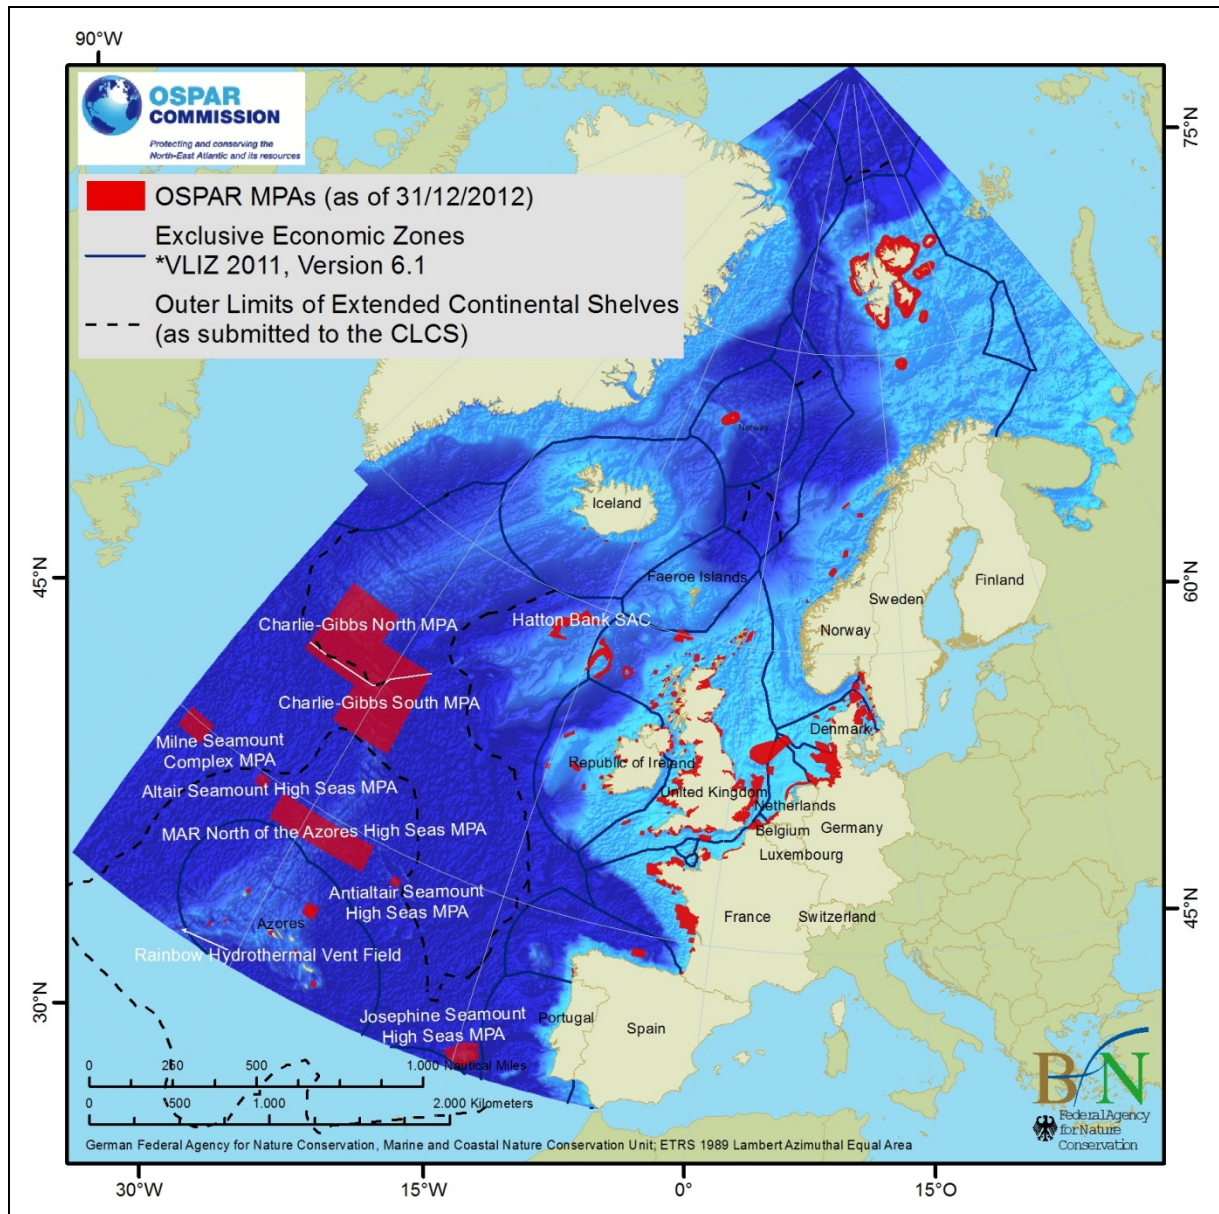 90°W
OSPAR
COMMISSION
Protecting and conserving the
North-East Atlantic and its resources
OSPAR MPAs (as of 31/12/2012)
Exclusive Economic Zones
*VLIZ 2011, Version 6.1
Outer Limits of Extended Continental Shelves
(as submitted to the CLCS)
75°N
Norway
Iceland
45°N
60°N
Faeroe Islands
Finland
Sweden
Norway
Hatton Bank SAC
Charlie-Gibbs North MPA
Charlie-Gibbs South MPA
Milne Seamount
Complex MPA
Denmark
Republic of Ireland
Altair Seamount High Seas MPA
United Kingdom
Netherlands
MAR North of the Azores High Seas MPA
Belgium
Germany
Luxembourg
Antialtair Seamount
High Seas MPA
France
Switzerland
45°N
Azores
Rainbow Hydrothermal Vent Field
30°N
Josephine Seamount
High Seas MPA
Portugal
Spain
0 250 500 1.000 Nautical Miles
0 500 1.000 2.000 Kilometers
BfN
Federal Agency
for Nature
Conservation
German Federal Agency for Nature Conservation, Marine and Coastal Nature Conservation Unit; ETRS 1989 Lambert Azimuthal Equal Area
30°W
15°W
0°
15°O